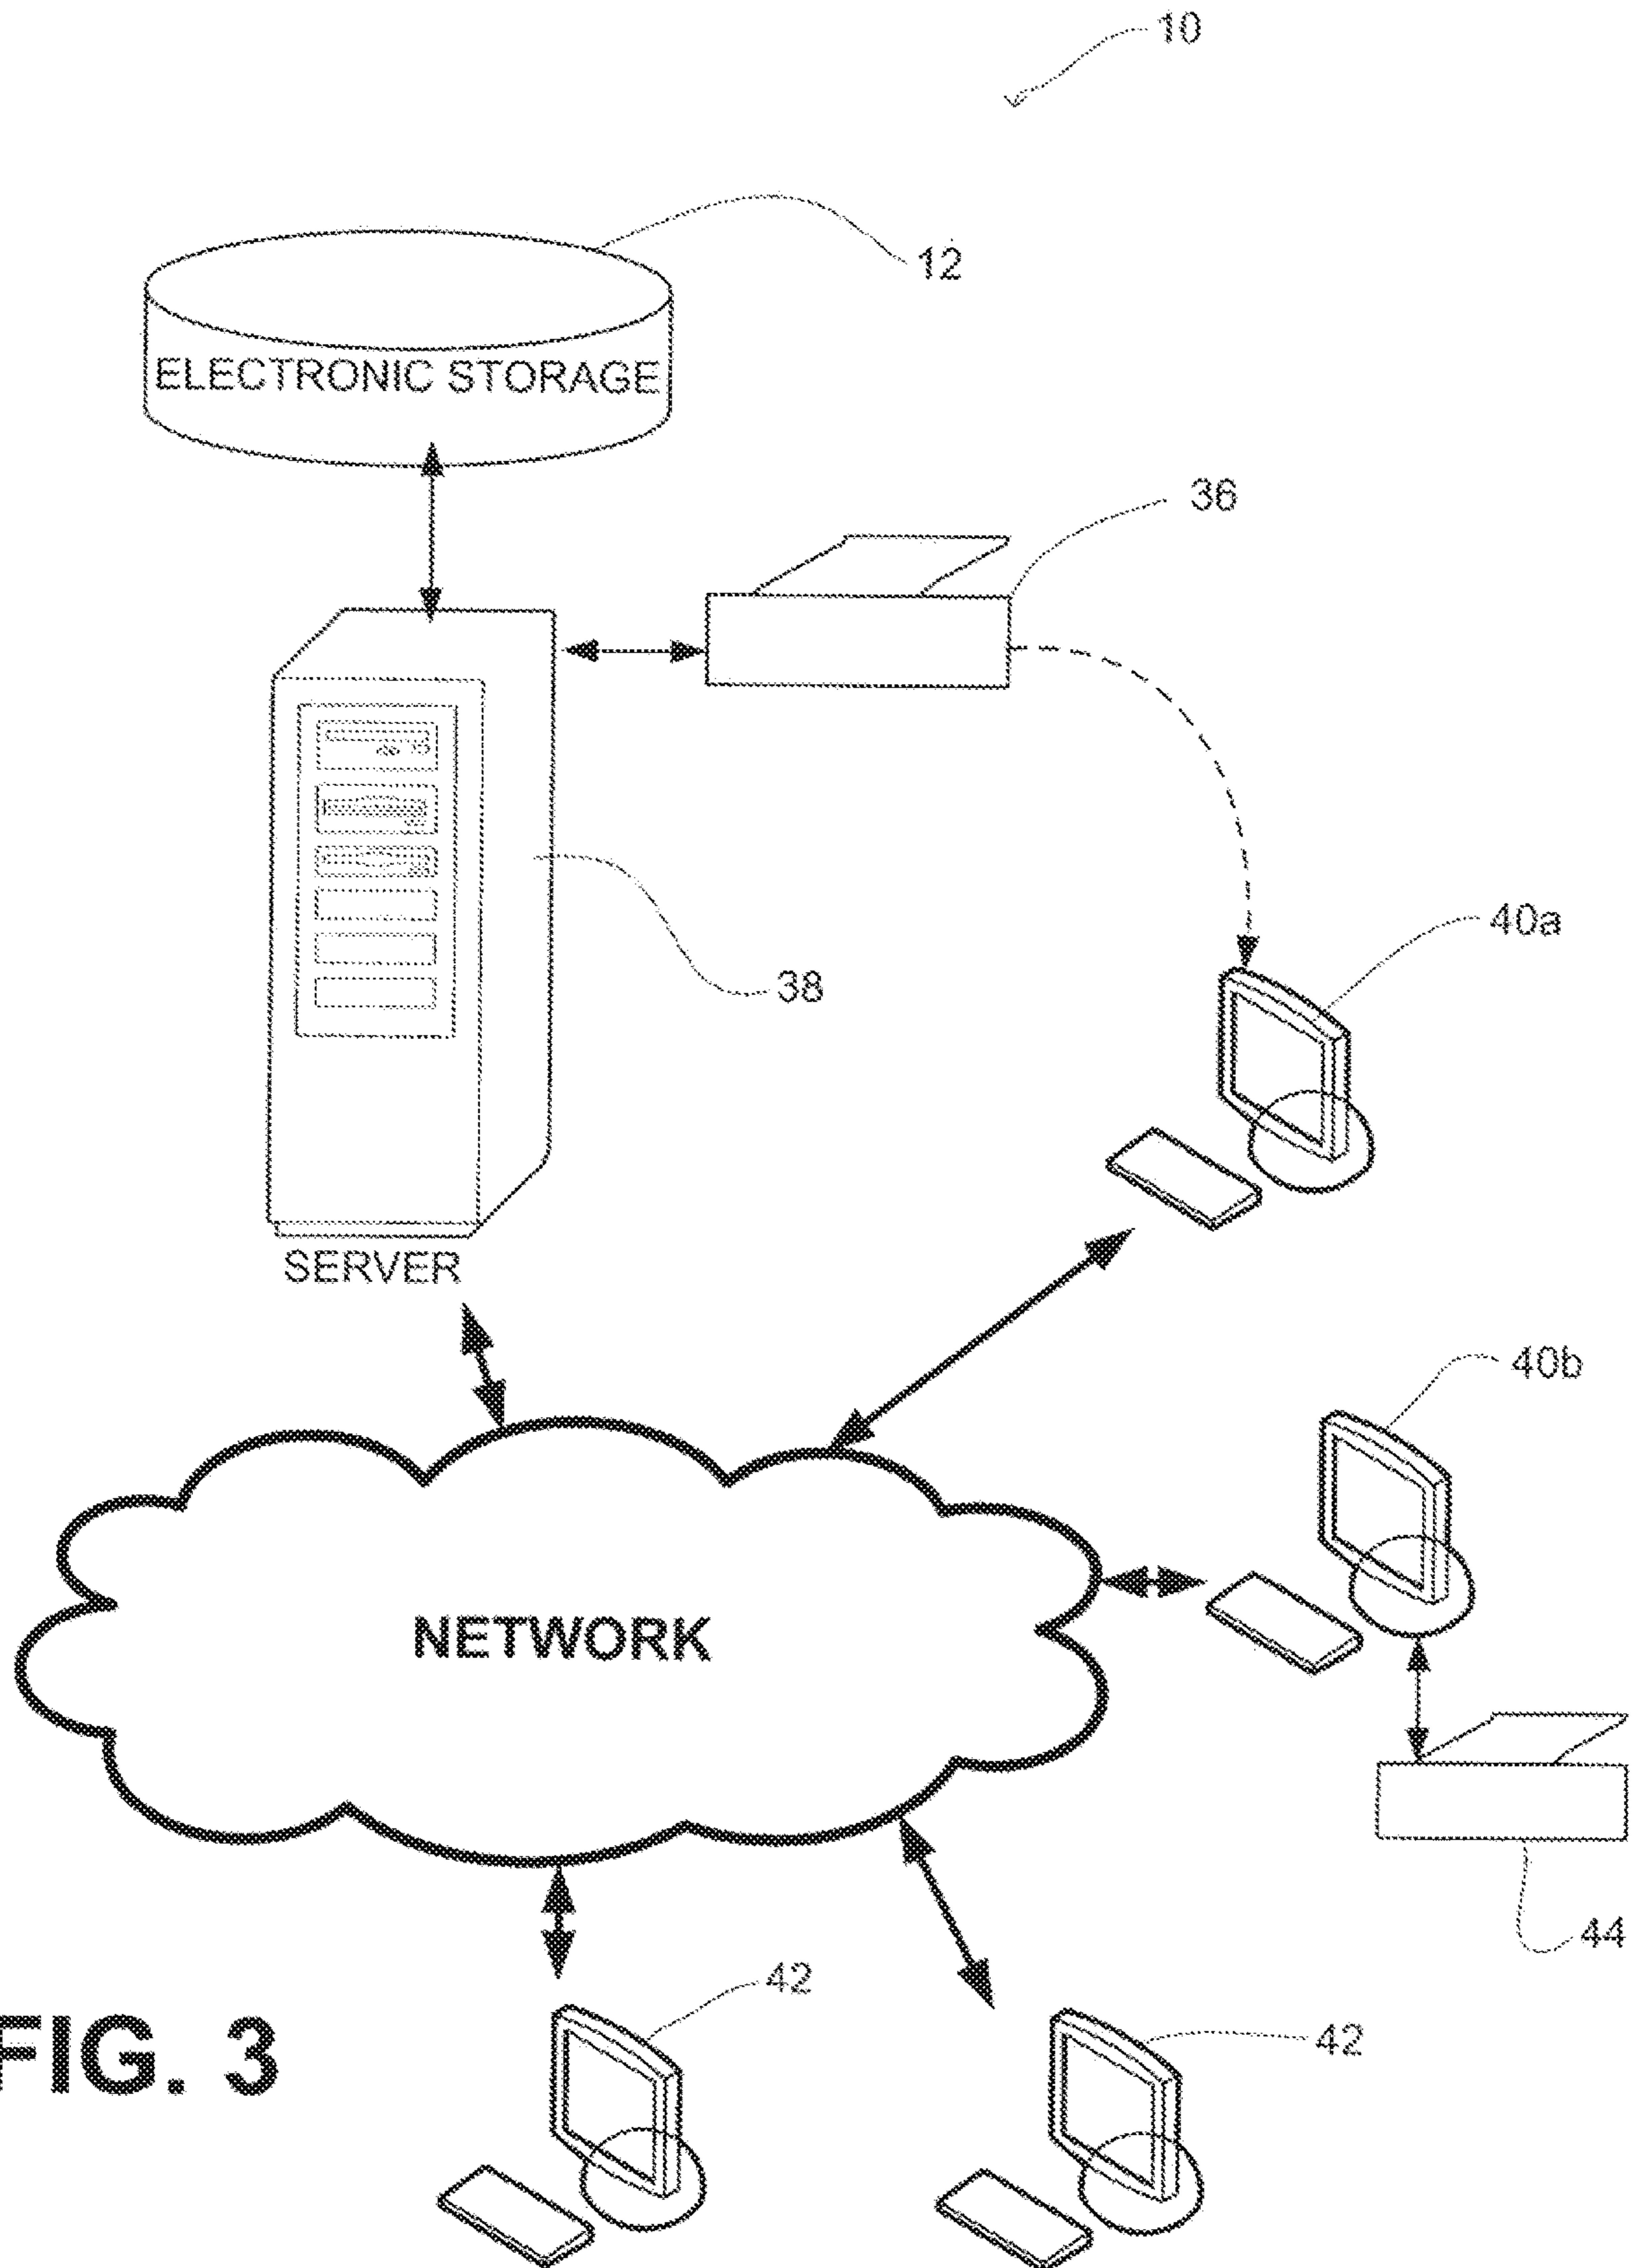 10
12
ELECTRONIC STORAGE
36
40a
38
SERVER
40b
NETWORK
44
42
42
FIG. 3